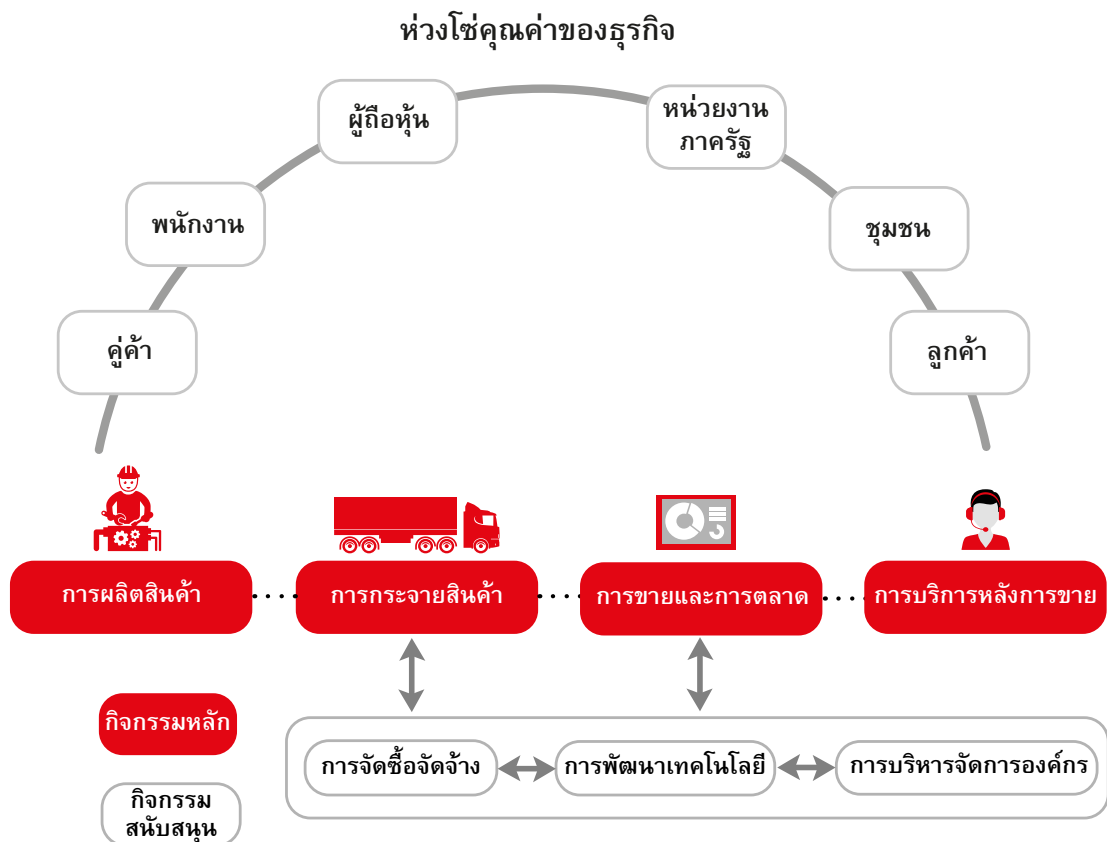 ห่วงโซ่คุณค่าของธุรกิจ
ผู้ถือหุ้น
หน่วยงาน
ภาครัฐ
พนักงาน
ชุมชน
คู่ค้า
ลูกค้า
การผลิตสินค้า
การกระจายสินค้า
การขายและการตลาด
การบริการหลังการขาย
กิจกรรมหลัก
การจัดซื้อจัดจ้าง
การพัฒนาเทคโนโลยี
การบริหารจัดการองค์กร
กิจกรรม
สนับสนุน